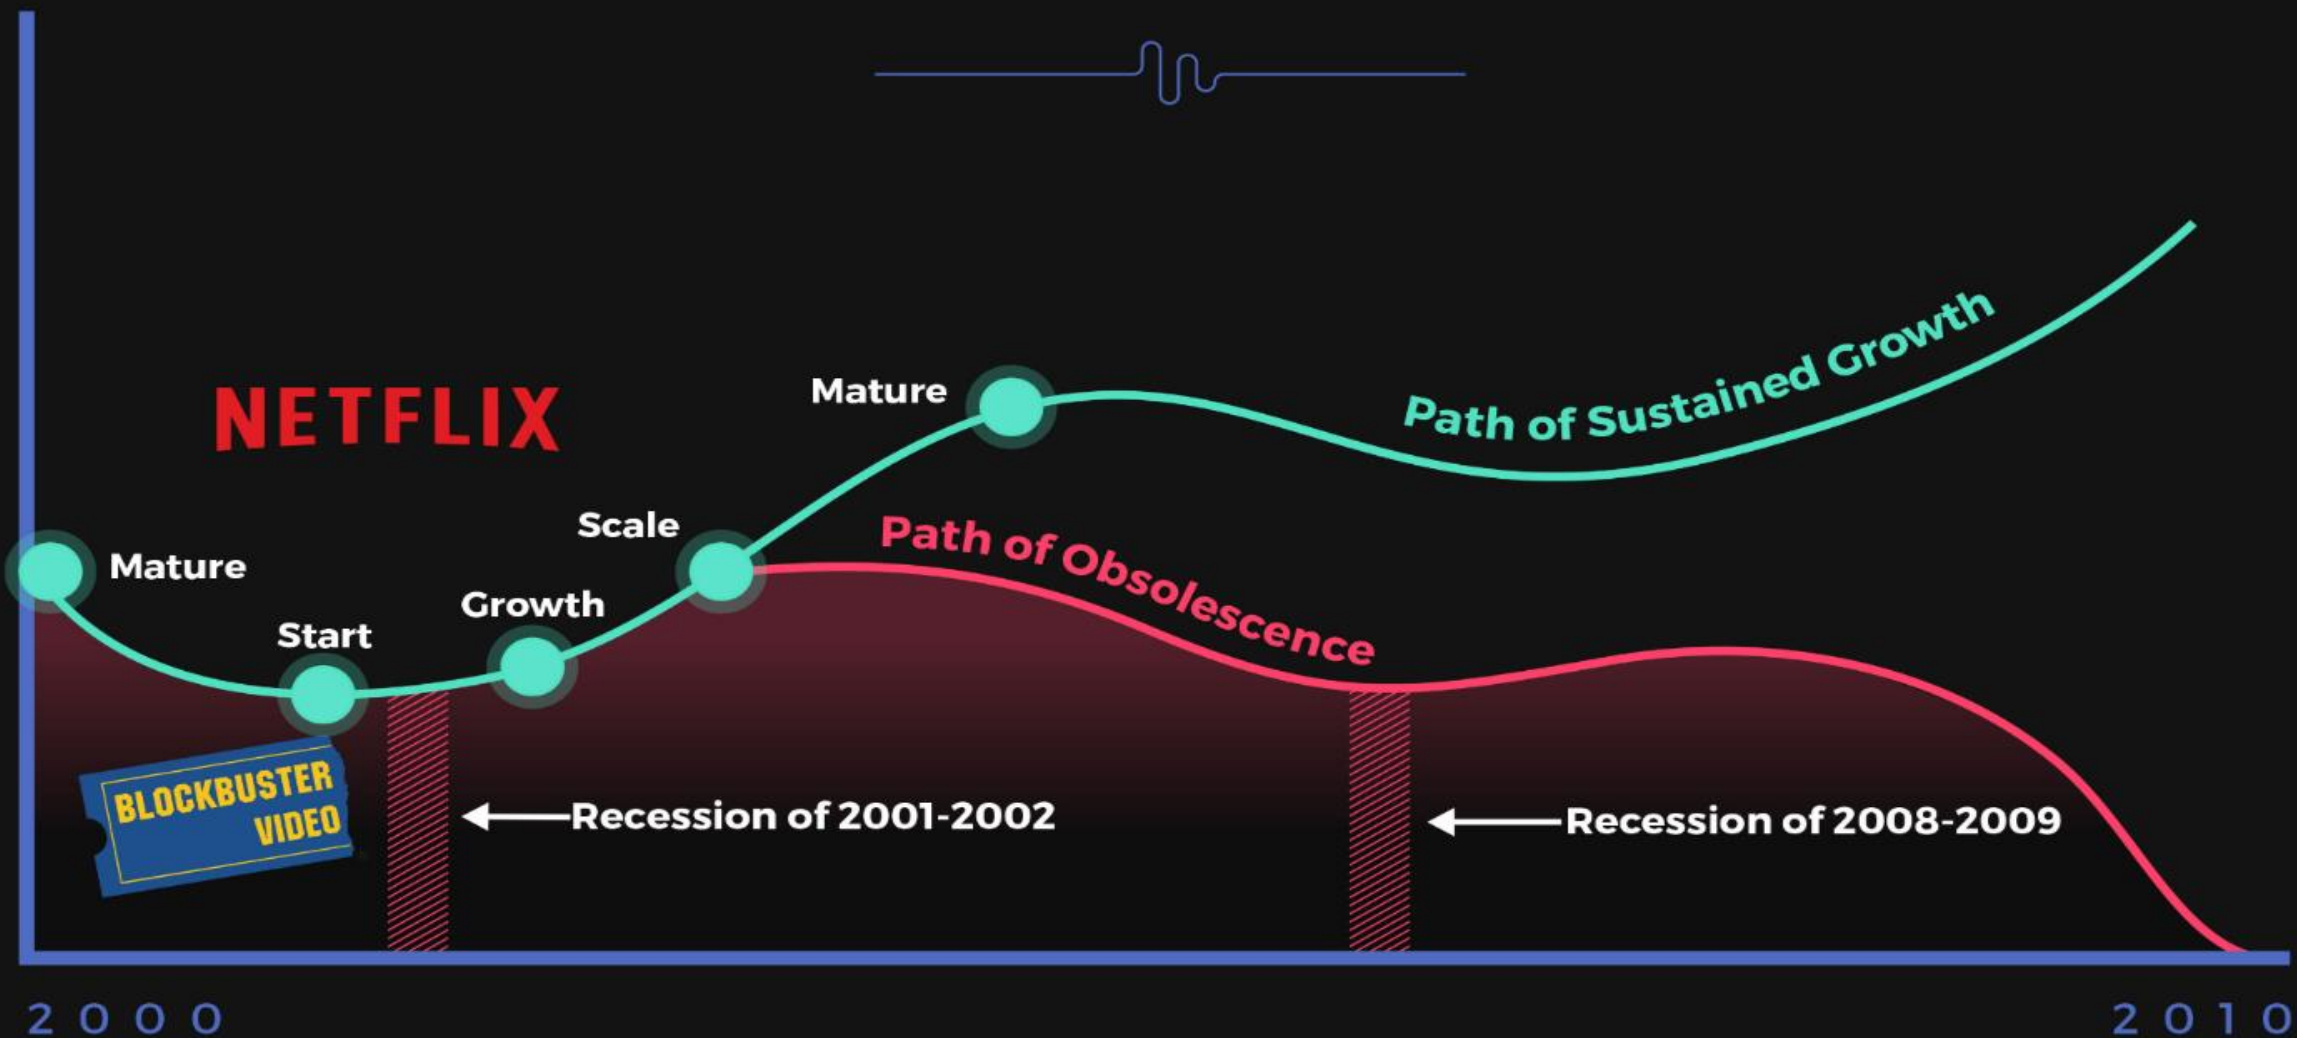 NETFLIX
Mature
Path of Sustained Growth
Scale
Path of Obsolescence
Mature
Growth
Start
BLOCKBUSTER
VIDEO
Recession of 2001-2002
Recession of 2008-2009
2000
2010